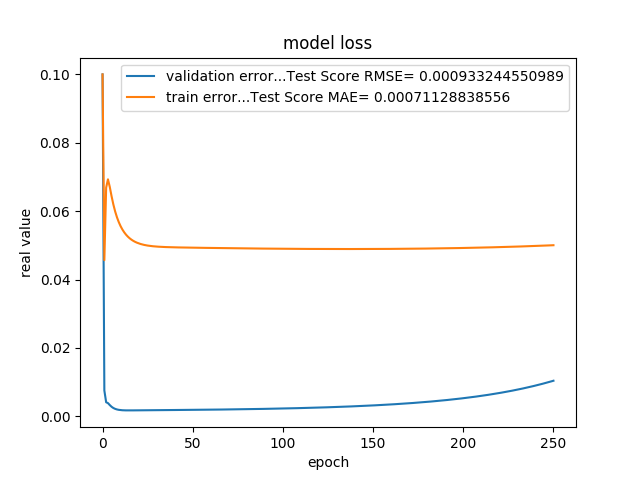 model loss
validation error...Test Score RMSE= 0.000933244550989
train error...Test Score MAE= 0.00071128838556
real value
0.10
0.08
0.06
0.04
0.02
0.00
0 50 100 150 200 250
epoch